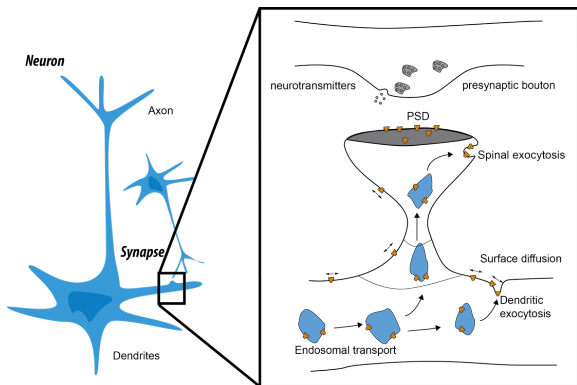 Neuron
Axon
Synapse
Dendrites
neurotransmitters
presynaptic bouton
PSD
Spinal exocytosis
Surface diffusion
Dendritic
exocytosis
Endosomal transport